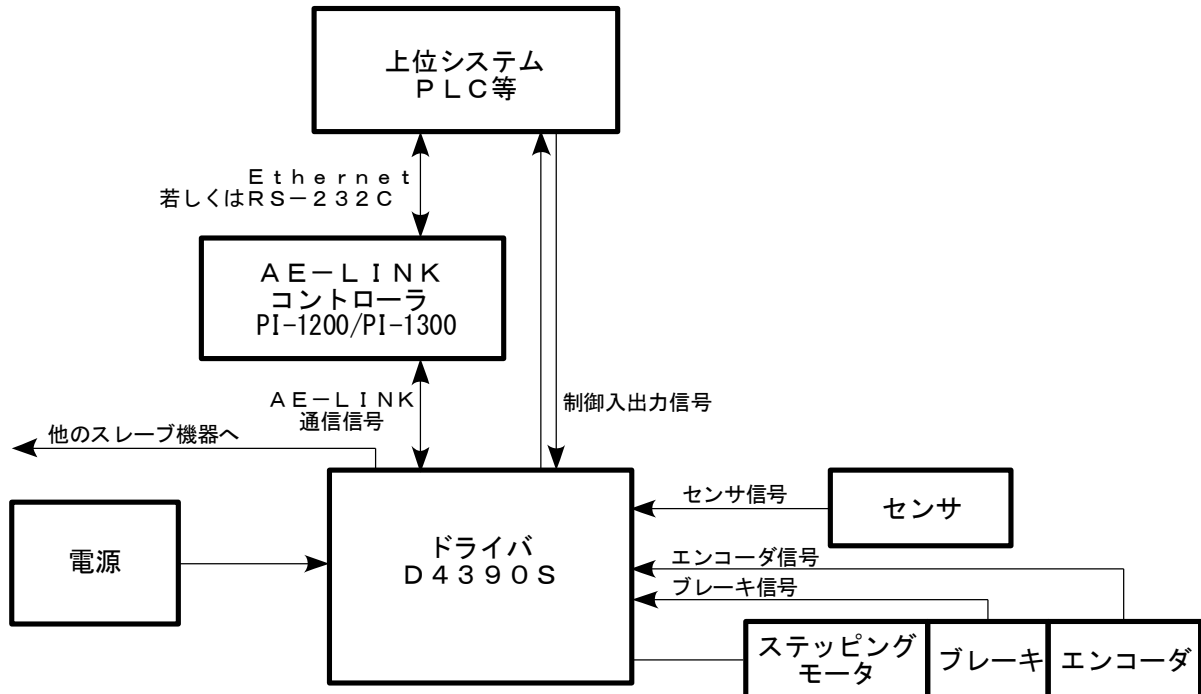 上位システム
ＰＬＣ等
Ｅｔｈｅｒｎｅｔ
若しくはＲＳ－２３２Ｃ
ＡＥ－ＬＩＮＫ
コントローラ
PI-1200/PI-1300
ＡＥ－ＬＩＮＫ
通信信号
制御入出力信号
他のスレーブ機器へ
電源
ドライバ
Ｄ４３９０Ｓ
センサ信号
センサ
エンコーダ信号
ブレーキ信号
ステッピング
モータ
ブレーキ
エンコーダ